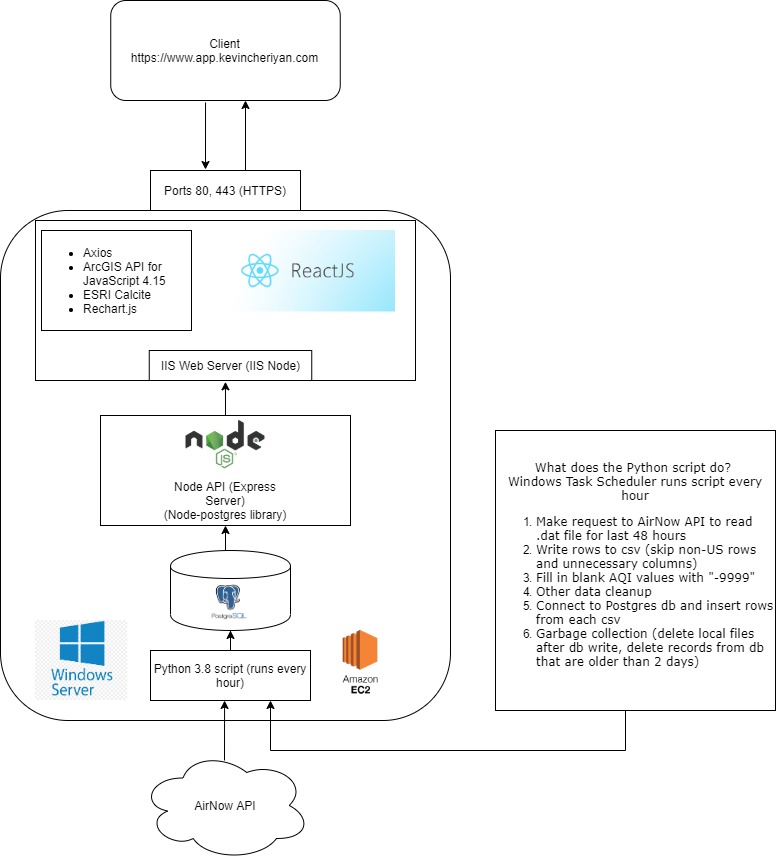 Client
https://www.app.kevincheriyan.com
Ports 80, 443 (HTTPS)
Axios
ArcGIS API for
JavaScript 4.15
ESRI Calcite
Rechart.js
ReactJS
IIS Web Server (IIS Node)
node
JS
Node API (Express
Server)
(Node-postgres library)
PostgreSQL
Windows
Server
Python 3.8 script (runs every
hour)
Amazon
EC2
AirNow API
What does the Python script do?
Windows Task Scheduler runs script every
hour
1. Make request to AirNow API to read
.dat file for last 48 hours
2. Write rows to csv (skip non-US rows
and unnecessary columns)
3. Fill in blank AQI values with "-9999"
4. Other data cleanup
5. Connect to Postgres db and insert rows
from each csv
6. Garbage collection (delete local files
after db write, delete records from db
that are older than 2 days)